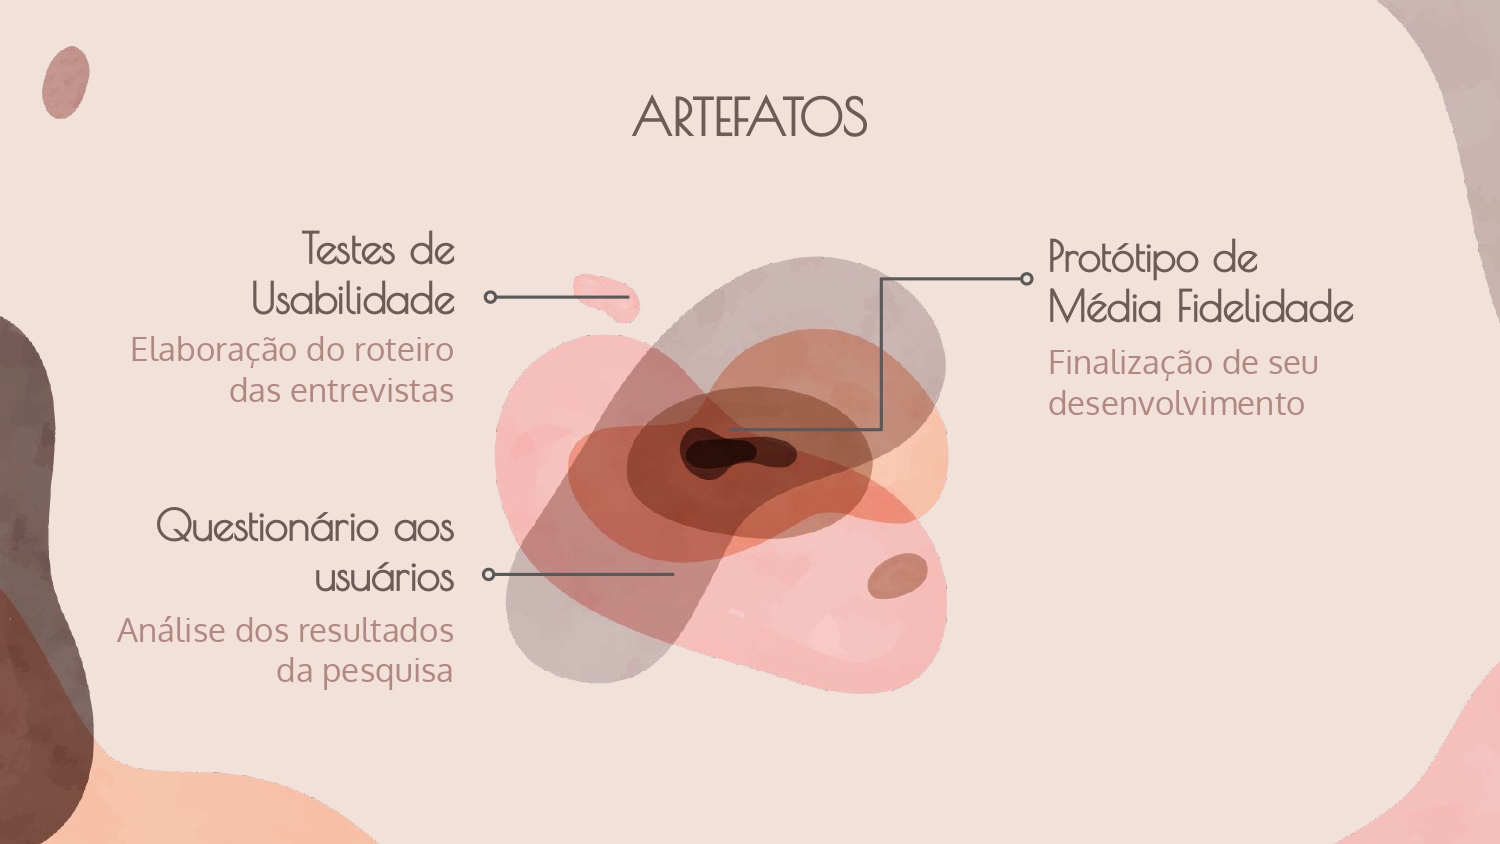 ARTEFATOS
Testes de
Usabilidade
Elaboração do roteiro
das entrevistas
Questionário aos
usuários
Análise dos resultados
da pesquisa
Protótipo de
Média Fidelidade
Finalização de seu
desenvolvimento